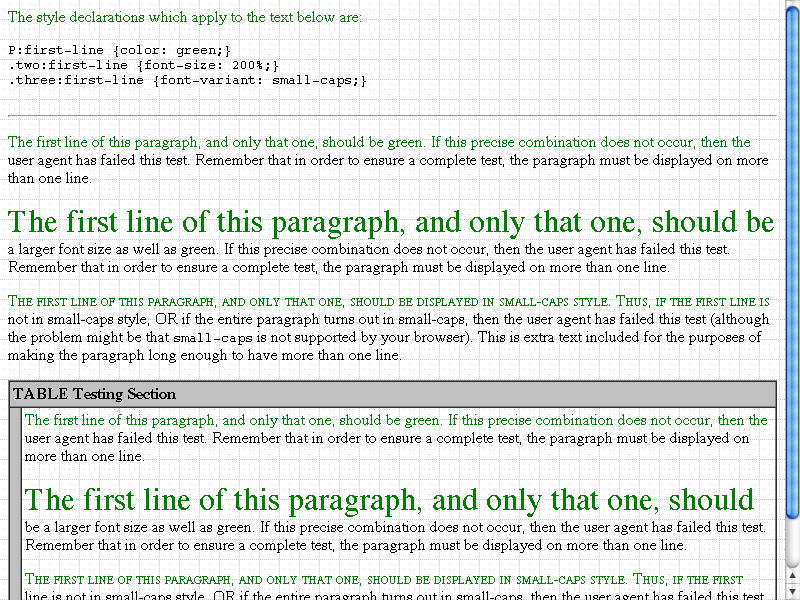 The style declarations which apply to the text below are:
P:first-line {color: green;}
.two:first-line {font-size: 200%;}
.three:first-line {font-variant: small-caps;}
The first line of this paragraph, and only that one, should be green. If this precise combination does not occur, then the
user agent has failed this test. Remember that in order to ensure a complete test, the paragraph must be displayed on more
than one line.
The first line of this paragraph, and only that one, should be
a larger font size as well as green. If this precise combination does not occur, then the user agent has failed this test.
Remember that in order to ensure a complete test, the paragraph must be displayed on more than one line.
The first line of this paragraph, and only that one, should be displayed in small-caps style. Thus, if the first line is
not in small-caps style, OR if the entire paragraph turns out in small-caps, then the user agent has failed this test (although
the problem might be that small-caps is not supported by your browser). This is extra text included for the purposes of
making the paragraph long enough to have more than one line.
TABLE Testing Section
The first line of this paragraph, and only that one, should be green. If this precise combination does not occur, then the
user agent has failed this test. Remember that in order to ensure a complete test, the paragraph must be displayed on
more than one line.
The first line of this paragraph, and only that one, should
be a larger font size as well as green. If this precise combination does not occur, then the user agent has failed this test.
Remember that in order to ensure a complete test, the paragraph must be displayed on more than one line.
The first line of this paragraph, and only that one, should be displayed in small-caps style. Thus, if the first
line is not in small-caps style, OR if the entire paragraph turns out in small-caps, then the user agent has failed this test